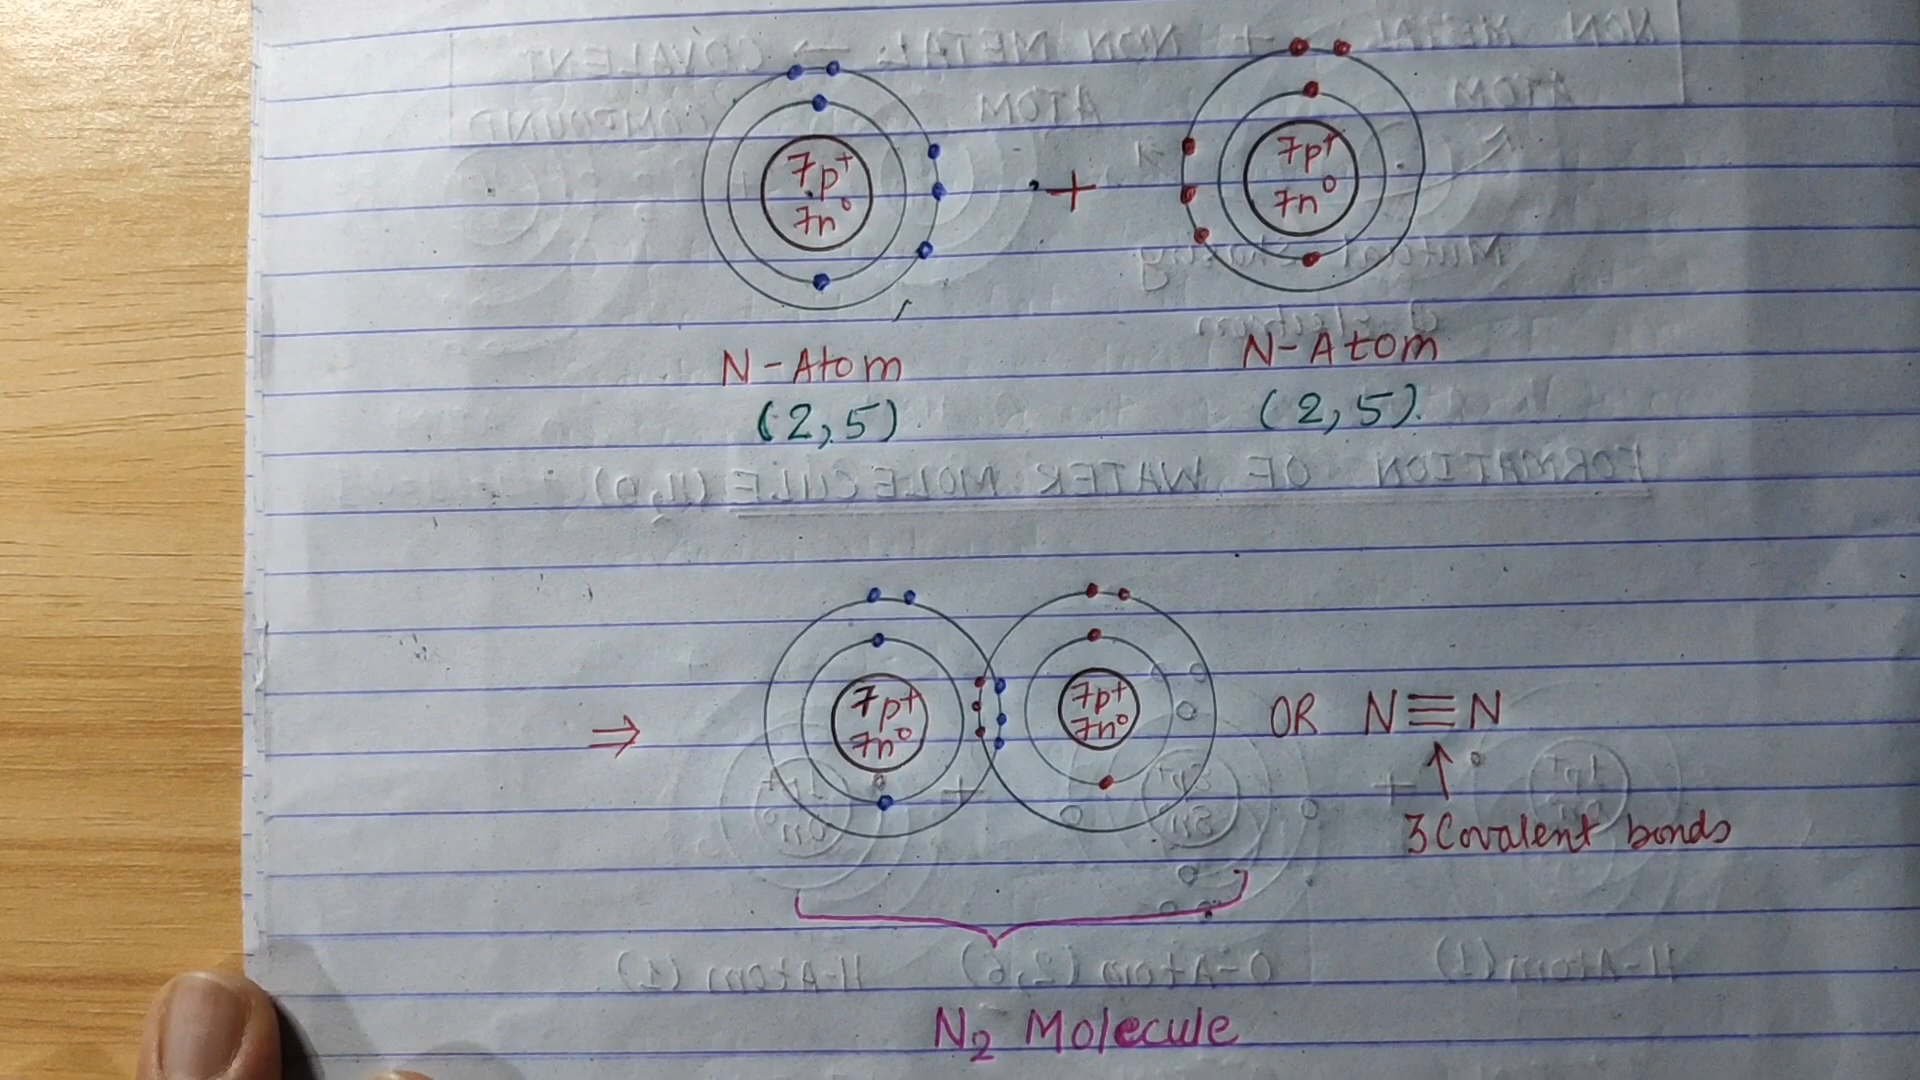 7p⁺ + 7p⁺
7n⁰ 7n⁰
N-Atom N-Atom
(2,5) (2,5).
⇒ 7p+ 7p+ OR N≡N
7n⁰ 7n⁰ ↑
3 Covalent bonds
N₂ Molecule